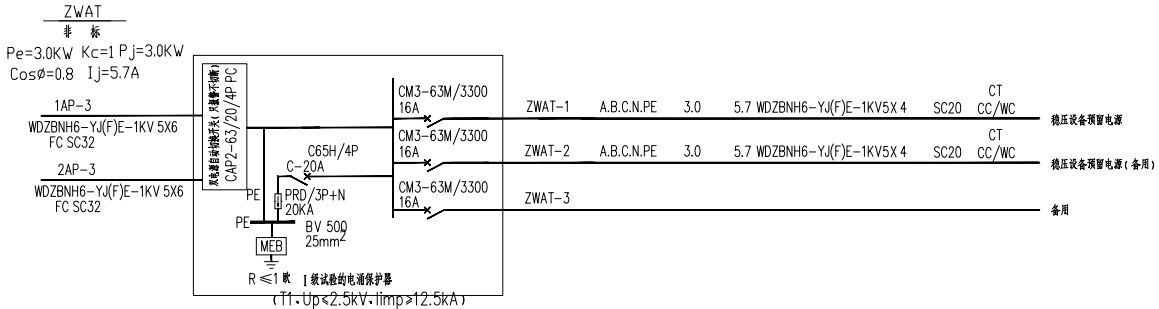 ZWAT
非 标
Pe=3.0KW Kc=1 Pj=3.0KW
CosØ=0.8 Ij=5.7A
1AP-3
WDZBNH6-YJ(F)E-1KV 5X6
FC SC32
2AP-3
WDZBNH6-YJ(F)E-1KV 5X6
FC SC32
双电源自动切换开关(只报警不切断)
CAP2-63/20/4P PC
CM3-63M/3300
16A
ZWAT-1 A.B.C.N.PE 3.0 5.7 WDZBNH6-YJ(F)E-1KV5X4 SC20 CT CC/WC 稳压设备预留电源
CM3-63M/3300
16A
ZWAT-2 A.B.C.N.PE 3.0 5.7 WDZBNH6-YJ(F)E-1KV5X4 SC20 CT CC/WC 稳压设备预留电源(备用)
CM3-63M/3300
16A
ZWAT-3 备用
C65H/4P
C-20A
PE
PRD/3P+N
20KA
PE
BV 500
25mm²
MEB
R≤1欧
I级试验的电涌保护器
(T1、Up≤2.5kV、Iimp≥12.5kA)